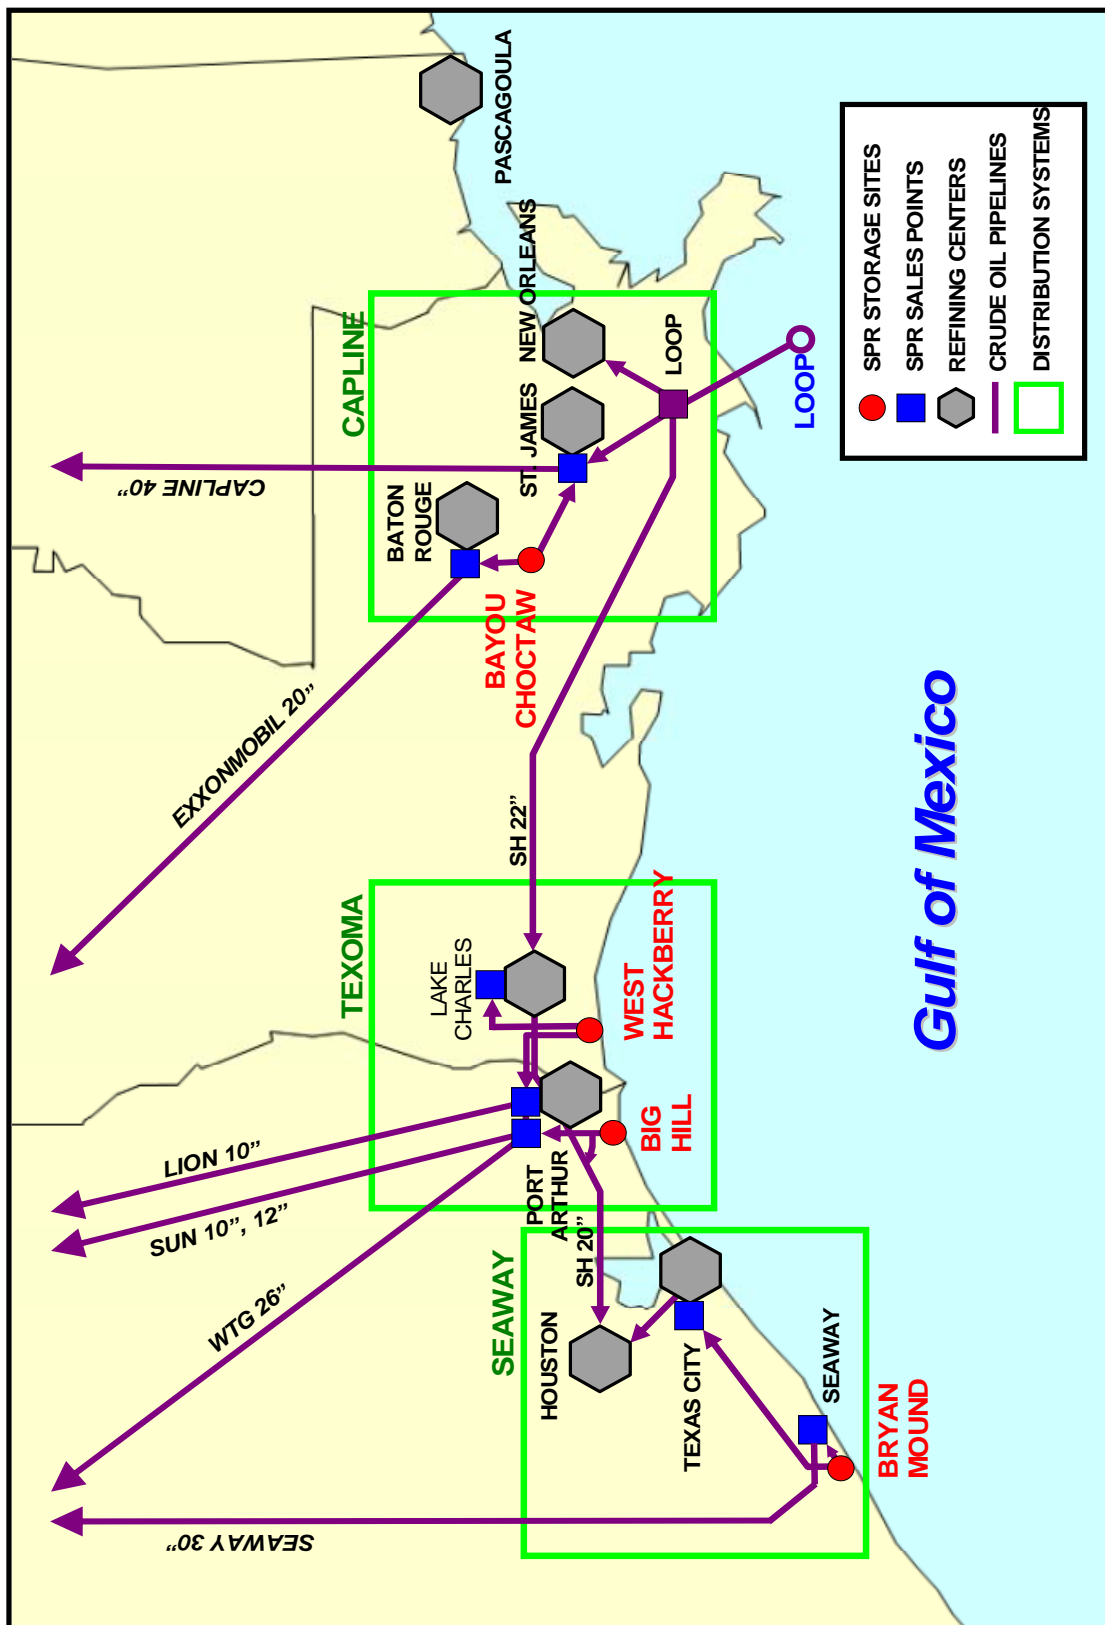 CAPLINE 40”
EXXONMOBIL 20”
LION 10”
SUN 10”, 12”
WTG 26”
SEAWAY 30”
SEAWAY
HOUSTON
TEXAS CITY
SEAWAY
BRYAN
MOUND
SH 20”
TEXOMA
LAKE
CHARLES
PORT
ARTHUR
BIG
HILL
WEST
HACKBERRY
SH 22”
CAPLINE
BATON
ROUGE
BAYOU
CHOCTAW
ST. JAMES
NEW ORLEANS
LOOP
LOOP
PASCAGOULA
Gulf of Mexico
SPR STORAGE SITES
SPR SALES POINTS
REFINING CENTERS
CRUDE OIL PIPELINES
DISTRIBUTION SYSTEMS